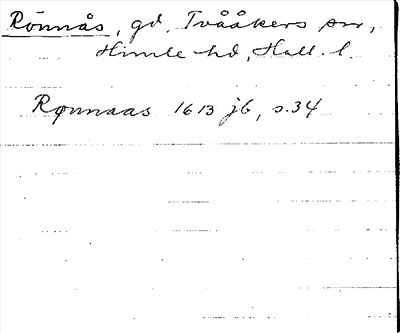 Rönnås, gd, Tvååkers sn,
Himle hd, Hall. l.
Rønnaas 1613 jb, s. 34